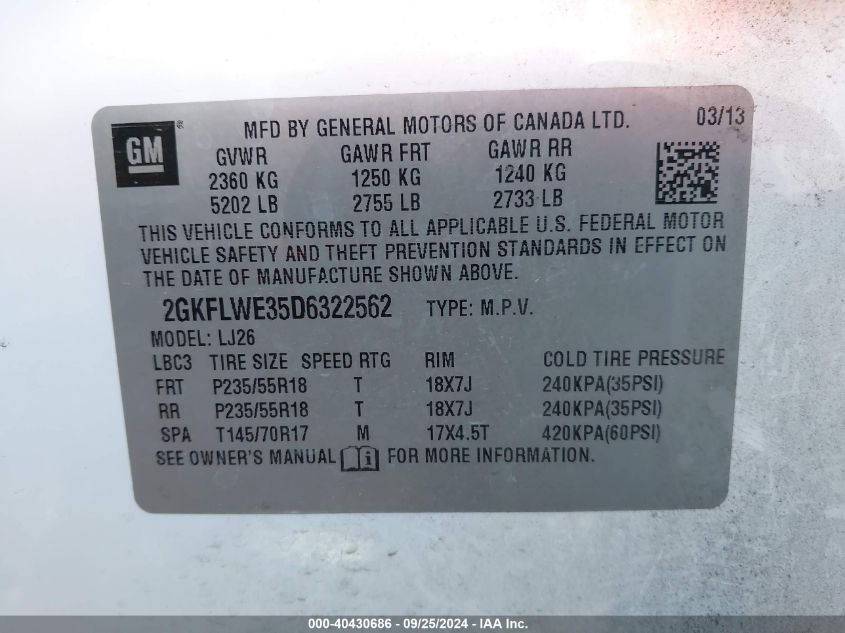 GM ®
MFD BY GENERAL MOTORS OF CANADA LTD. 03/13
GVWR GAWR FRT GAWR RR
2360 KG 1250 KG 1240 KG
5202 LB 2755 LB 2733 LB
THIS VEHICLE CONFORMS TO ALL APPLICABLE U.S. FEDERAL MOTOR
VEHICLE SAFETY AND THEFT PREVENTION STANDARDS IN EFFECT ON
THE DATE OF MANUFACTURE SHOWN ABOVE.
2GKFLWE35D6322562 TYPE: M.P.V.
MODEL: LJ26
LBC3 TIRE SIZE SPEED RTG RIM COLD TIRE PRESSURE
FRT P235/55R18 T 18X7J 240KPA(35PSI)
RR P235/55R18 T 18X7J 240KPA(35PSI)
SPA T145/70R17 M 17X4.5T 420KPA(60PSI)
SEE OWNER'S MANUAL i FOR MORE INFORMATION.
000-40430686 - 09/25/2024 - IAA Inc.